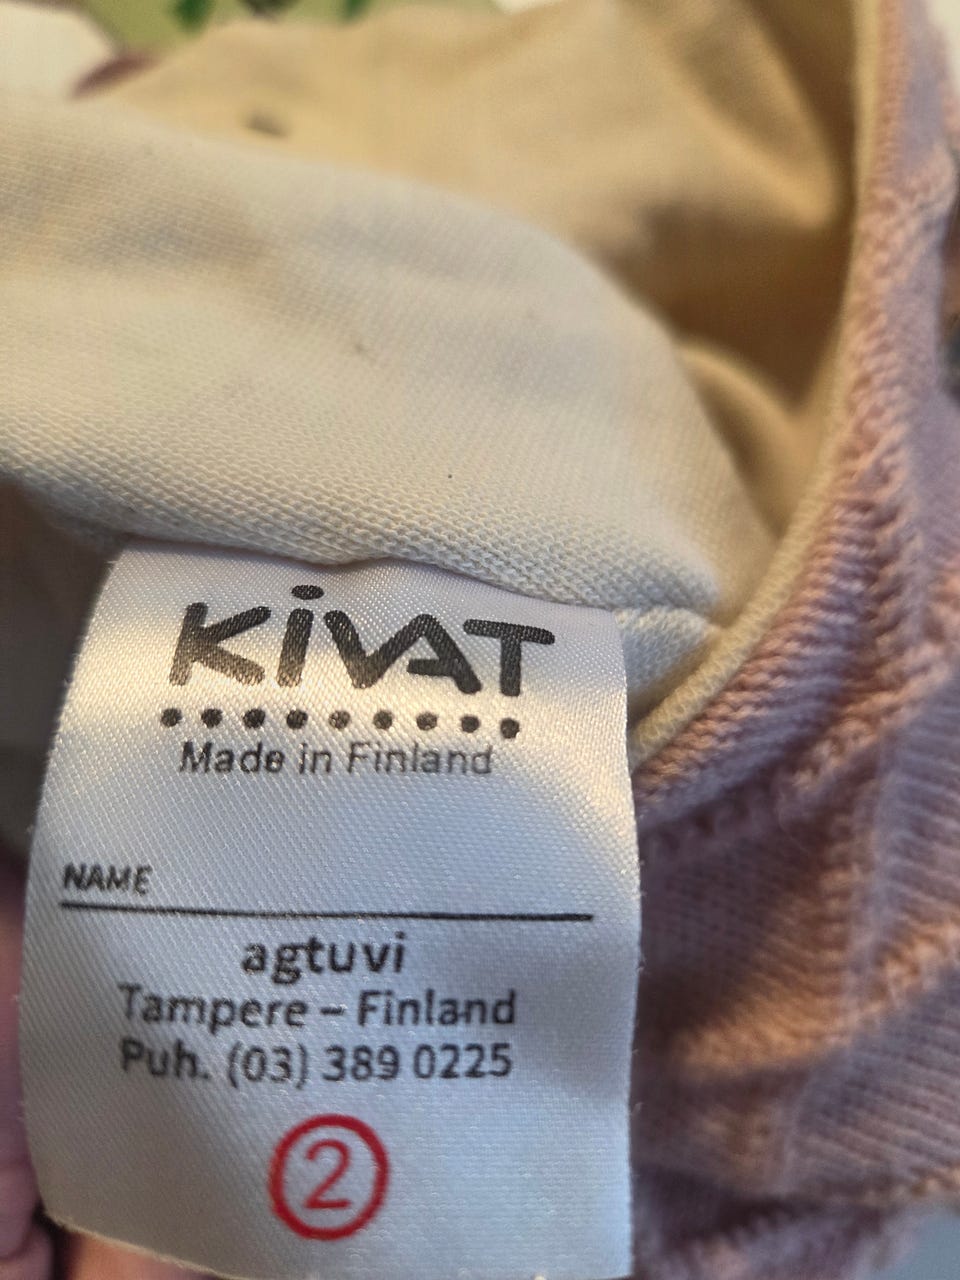 KiVAT
Made in Finland
NAME
agtuvi
Tampere – Finland
Puh. (03) 389 0225
2